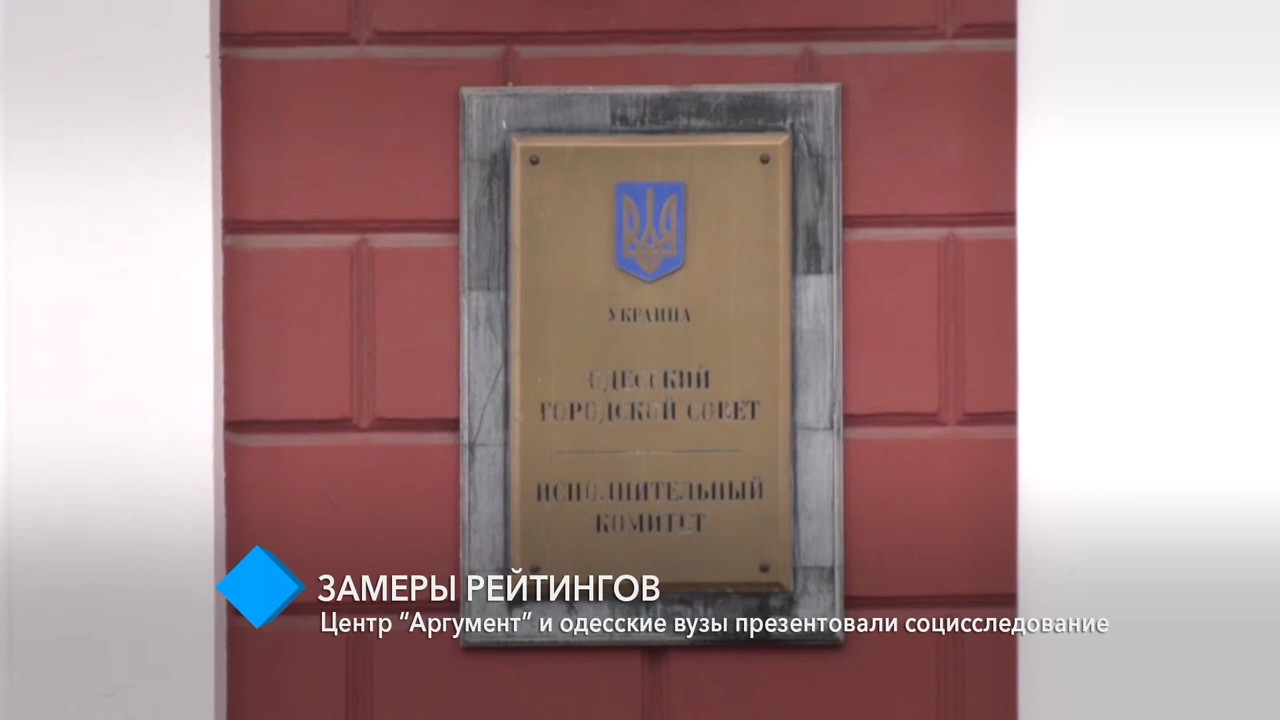 УКРАИНА
ОДЕССКИЙ
ГОРОДСКОЙ СОВЕТ
ИСПОЛНИТЕЛЬНЫЙ
КОМИТЕТ
ЗАМЕРЫ РЕЙТИНГОВ
Центр “Аргумент” и одесские вузы презентовали социсследование